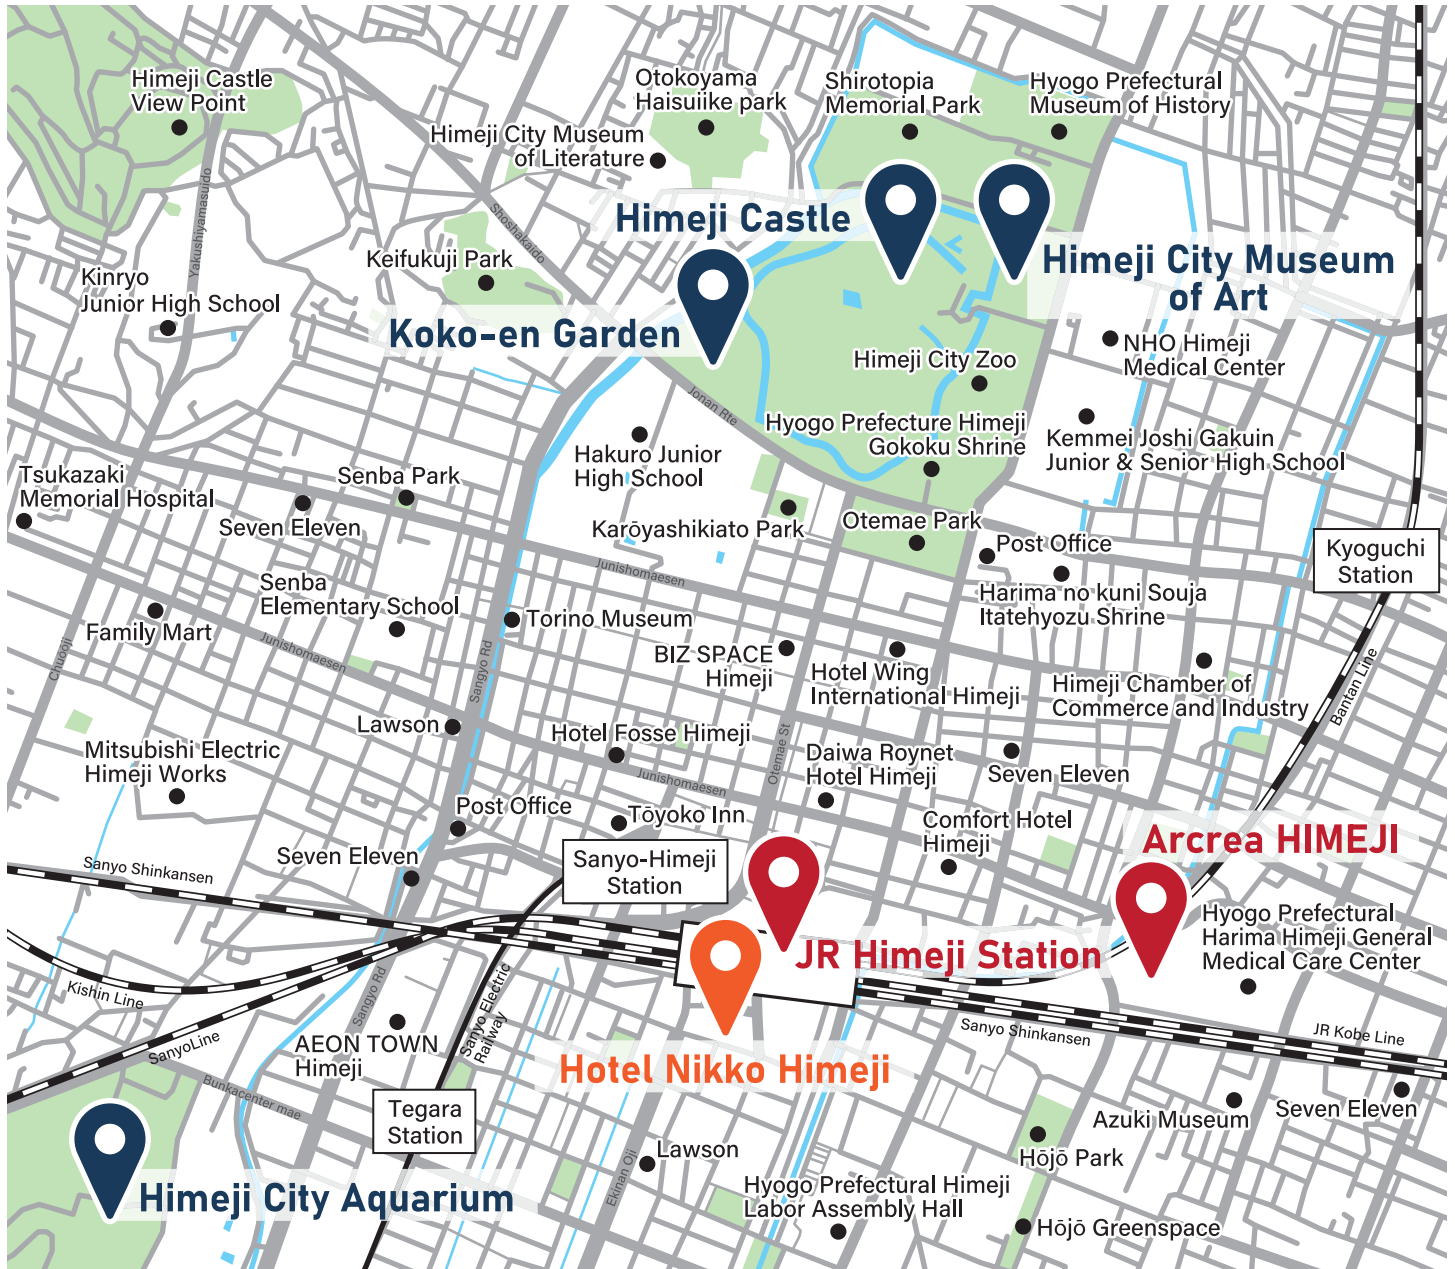 Himeji Castle
View Point
Otokoyama
Haisuiike park
Shirotopia
Memorial Park
Hyogo Prefectural
Museum of History
Himeji City Museum
of Literature
Yakushiyamasuido
Shoshakaido
Himeji Castle
Keifukuji Park
Himeji City Museum
of Art
Kinryo
Junior High School
Koko-en Garden
NHO Himeji
Medical Center
Himeji City Zoo
Jonan Rte
Hyogo Prefecture Himeji
Gokoku Shrine
Kemmei Joshi Gakuin
Junior & Senior High School
Hakuro Junior
High School
Tsukazaki
Memorial Hospital
Senba Park
Seven Eleven
Karōyashikiato Park
Otemae Park
Post Office
Kyoguchi
Station
Junishomaesen
Harima no kuni Souja
Itatehyozu Shrine
Senba
Elementary School
Family Mart
Torino Museum
Junishomaesen
Chuooji
Sangyo Rd
BIZ SPACE
Himeji
Hotel Wing
International Himeji
Himeji Chamber of
Commerce and Industry
Bantan Line
Lawson
Hotel Fosse Himeji
Otemae St
Mitsubishi Electric
Himeji Works
Daiwa Roynet
Hotel Himeji
Seven Eleven
Junishomaesen
Post Office
Tōyoko Inn
Comfort Hotel
Himeji
Arcrea HIMEJI
Seven Eleven
Sanyo-Himeji
Station
Sanyo Shinkansen
Hyogo Prefectural
Harima Himeji General
Medical Care Center
JR Himeji Station
Kishin Line
Sangyo Rd
Sanyo Electric
Railway
SanyoLine
AEON TOWN
Himeji
Sanyo Shinkansen
JR Kobe Line
Hotel Nikko Himeji
Bunkacenter mae
Tegara
Station
Azuki Museum
Seven Eleven
Lawson
Hōjō Park
Ekinan Oji
Himeji City Aquarium
Hyogo Prefectural Himeji
Labor Assembly Hall
Hōjō Greenspace